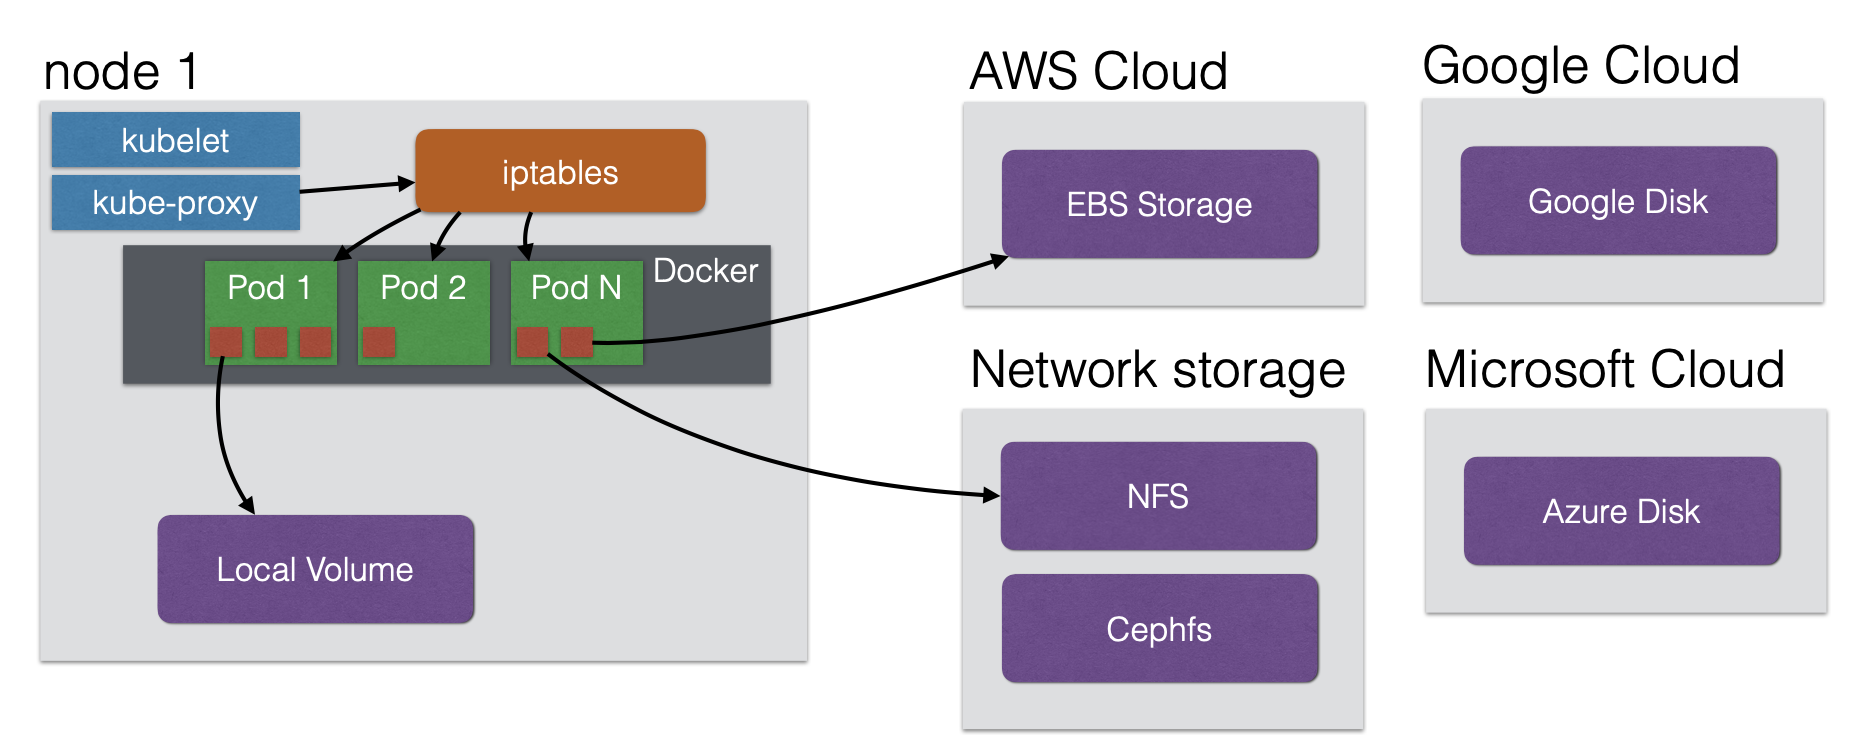 node 1
kubelet
kube-proxy
iptables
Docker
Pod 1
Pod 2
Pod N
Local Volume
AWS Cloud
EBS Storage
Google Cloud
Google Disk
Network storage
NFS
Cephfs
Microsoft Cloud
Azure Disk